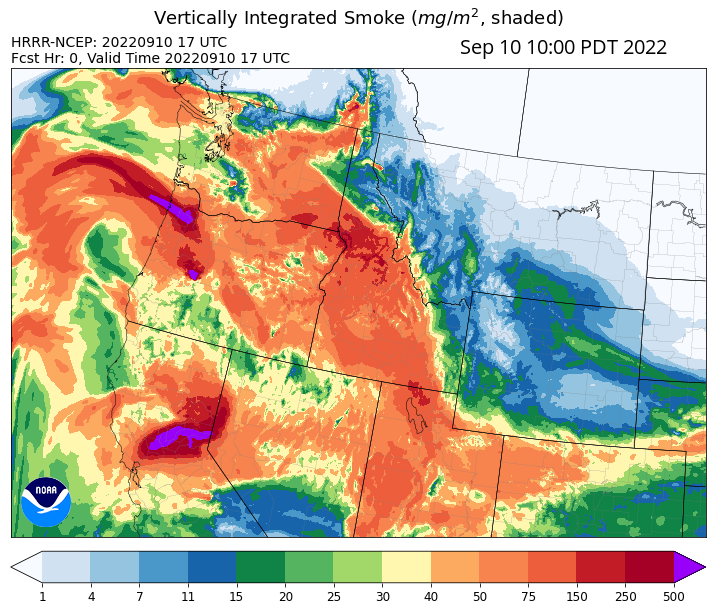 Vertically Integrated Smoke (mg/m², shaded)
HRRR-NCEP: 20220910 17 UTC
Sep 10 10:00 PDT 2022
Fcst Hr: 0, Valid Time 20220910 17 UTC
NOAA
1 4 7 11 15 20 25 30 40 50 75 150 250 500